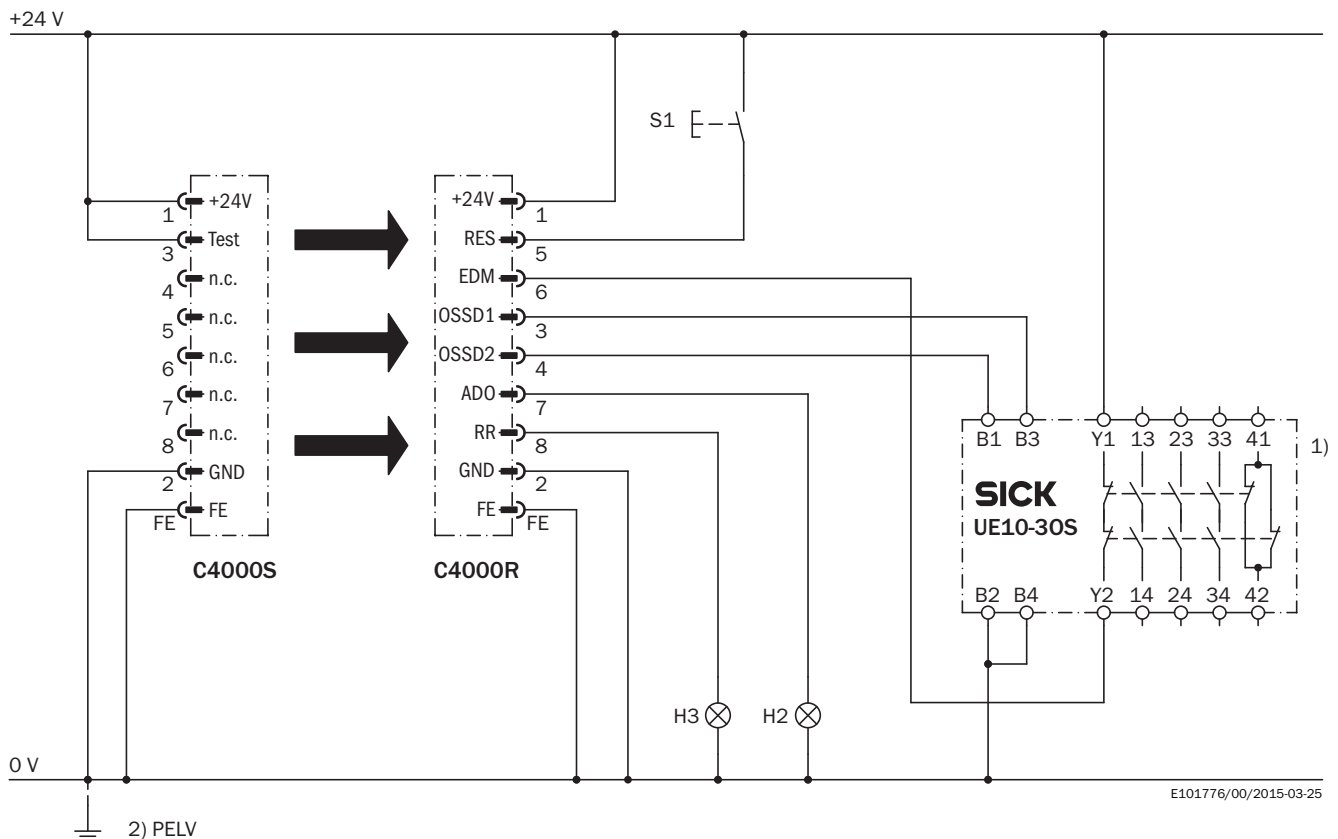 +24 V
S1
+24V
1
Test
3
n.c.
4
n.c.
5
n.c.
6
n.c.
7
n.c.
8
GND
2
FE
FE
C4000S
+24V
1
RES
5
EDM
6
OSSD1
3
OSSD2
4
ADO
7
RR
8
GND
2
FE
FE
C4000R
B1 B3 Y1 13 23 33 41
1)
SICK
UE10-30S
B2 B4 Y2 14 24 34 42
H3 H2
0 V
E101776/00/2015-03-25
2) PELV